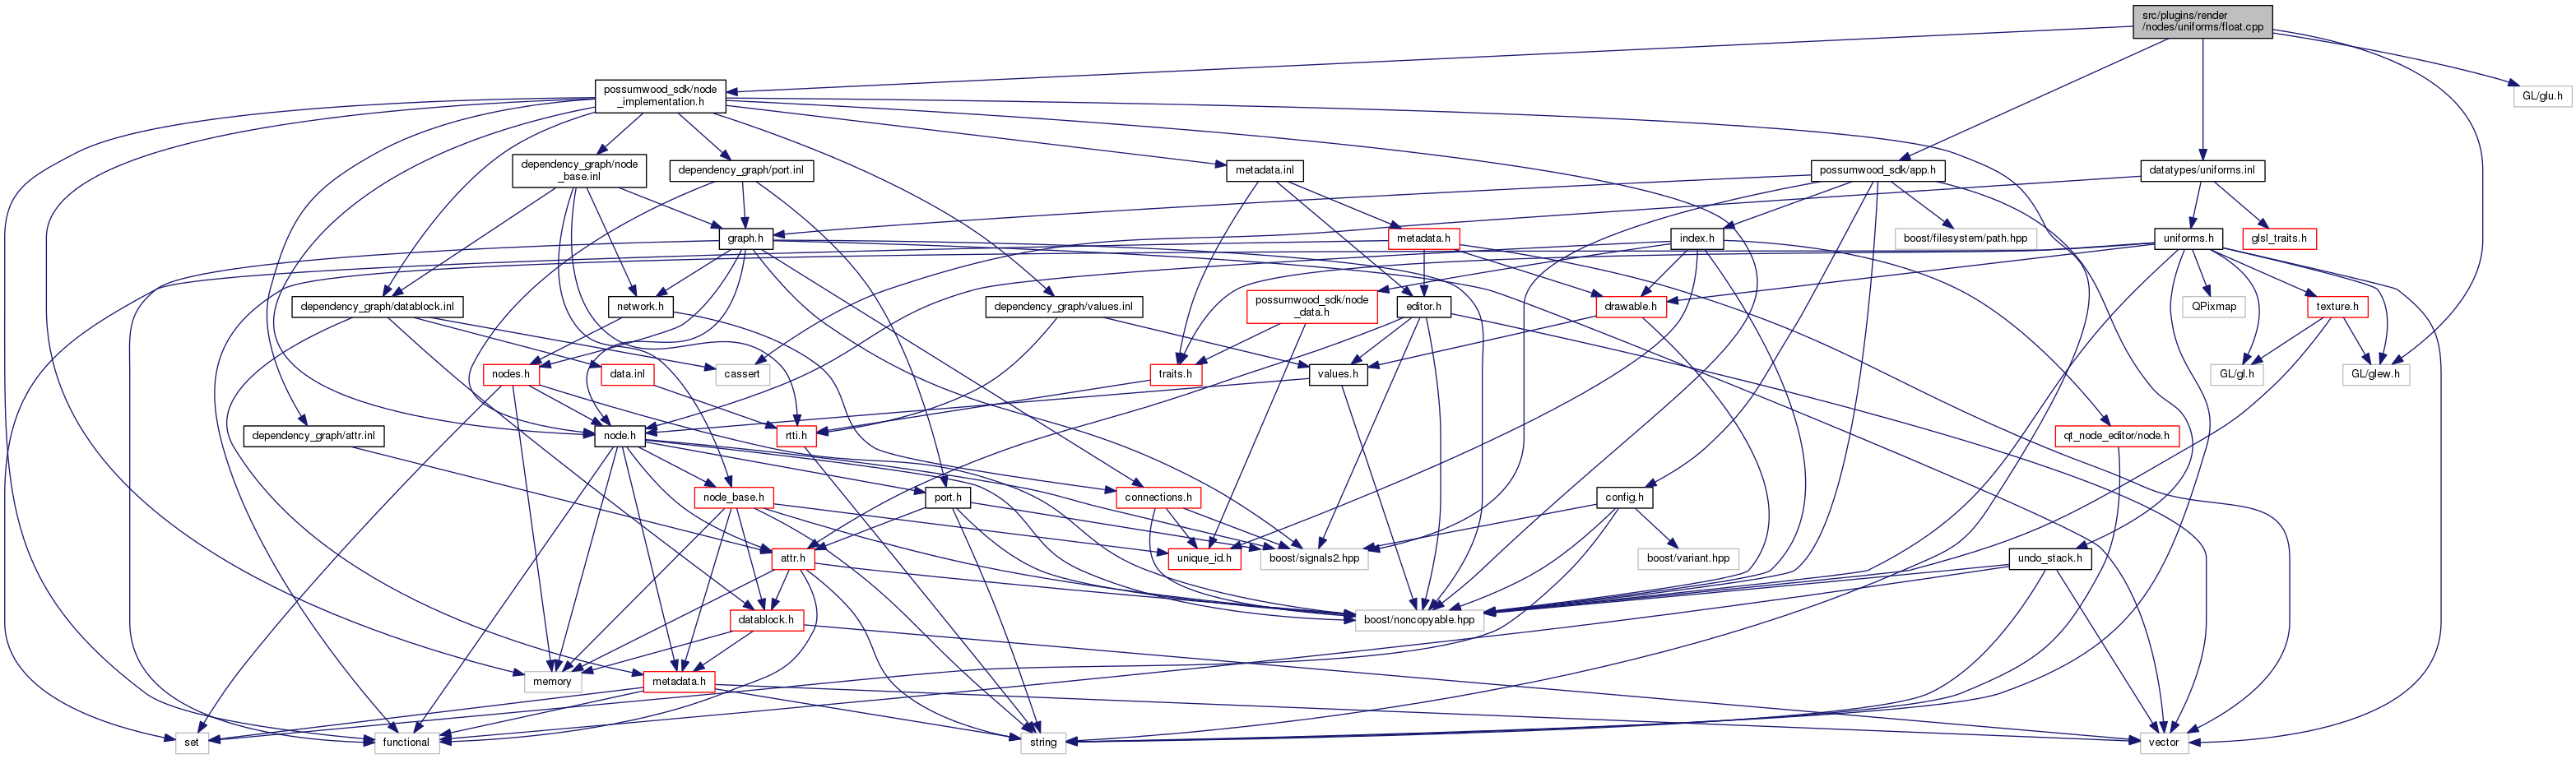 src/plugins/render
/nodes/uniforms/float.cpp
possumwood_sdk/node
_implementation.h
GL/glu.h
dependency_graph/node
_base.inl
dependency_graph/port.inl
metadata.inl
possumwood_sdk/app.h
datatypes/uniforms.inl
graph.h
metadata.h
index.h
boost/filesystem/path.hpp
uniforms.h
glsl_traits.h
dependency_graph/datablock.inl
network.h
dependency_graph/values.inl
possumwood_sdk/node
_data.h
editor.h
drawable.h
QPixmap
texture.h
nodes.h
data.inl
cassert
traits.h
values.h
GL/gl.h
GL/glew.h
dependency_graph/attr.inl
node.h
rtti.h
qt_node_editor/node.h
node_base.h
port.h
connections.h
config.h
attr.h
unique_id.h
boost/signals2.hpp
boost/variant.hpp
undo_stack.h
datablock.h
boost/noncopyable.hpp
memory
metadata.h
set
functional
string
vector